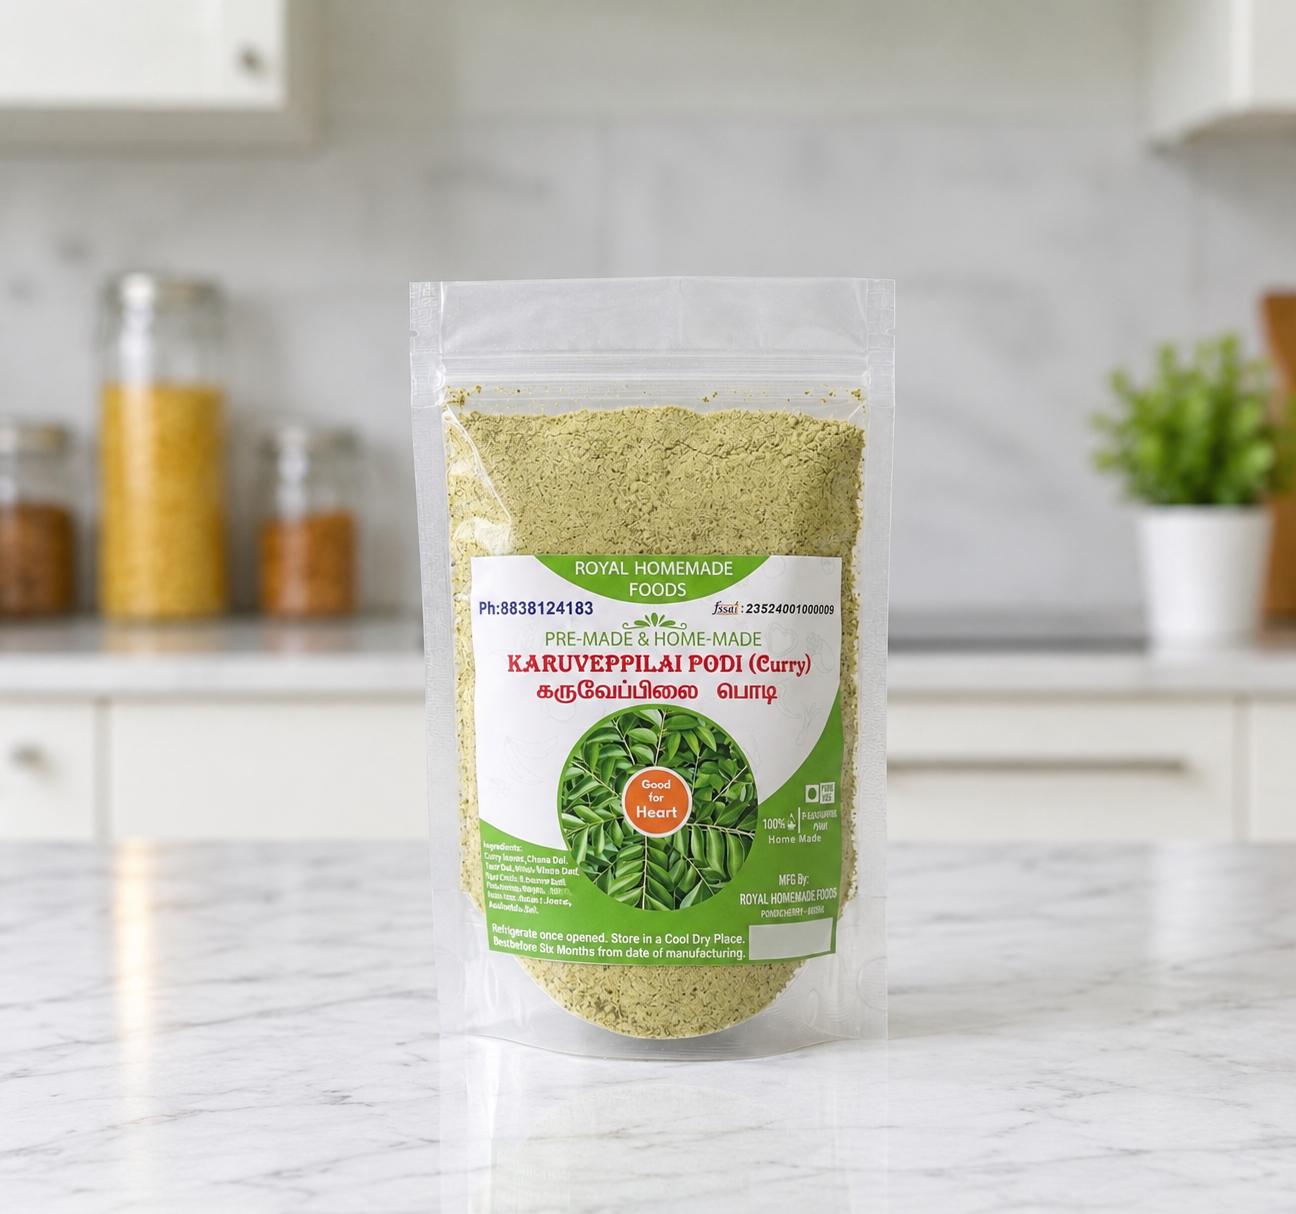 ROYAL HOMEMADE
FOODS
Ph:8838124183
fssai : 23524001000009
PRE-MADE & HOME-MADE
KARUVEPPILAI PODI (Curry)
கருவேப்பிலை பொடி
Good
for
Heart
100%
Home Made
Ingredients:
Curry leaves, Chana Dal,
MFG By:
ROYAL HOMEMADE FOODS
Refrigerate once opened. Store in a Cool Dry Place.
Bestbefore Six Months from date of manufacturing.